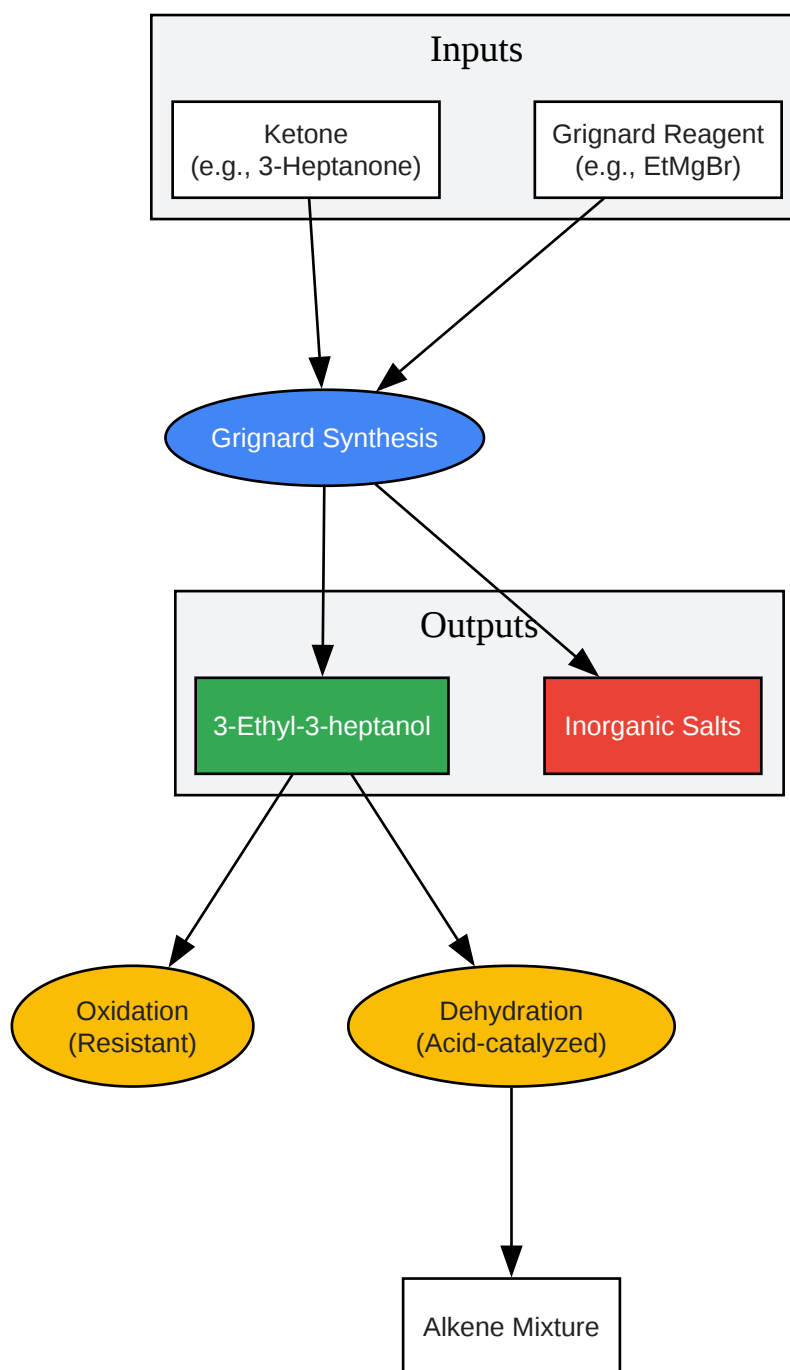 Inputs
Ketone
(e.g., 3-Heptanone)
Grignard Reagent
(e.g., EtMgBr)
Grignard Synthesis
Outputs
3-Ethyl-3-heptanol
Inorganic Salts
Oxidation
(Resistant)
Dehydration
(Acid-catalyzed)
Alkene Mixture